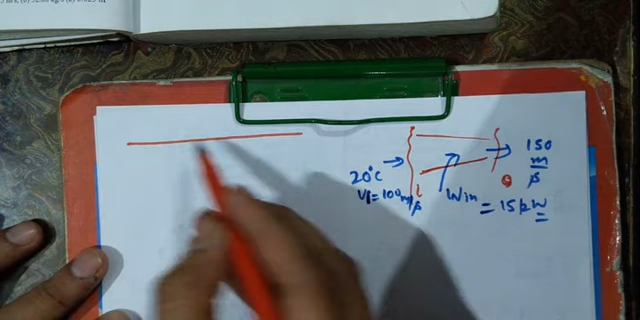 150
m
20°C
V₁ = 100 m/s
Win
= 15 kW